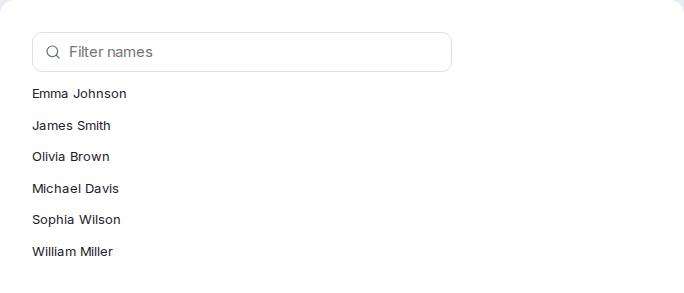 Filter names
Emma Johnson
James Smith
Olivia Brown
Michael Davis
Sophia Wilson
William Miller